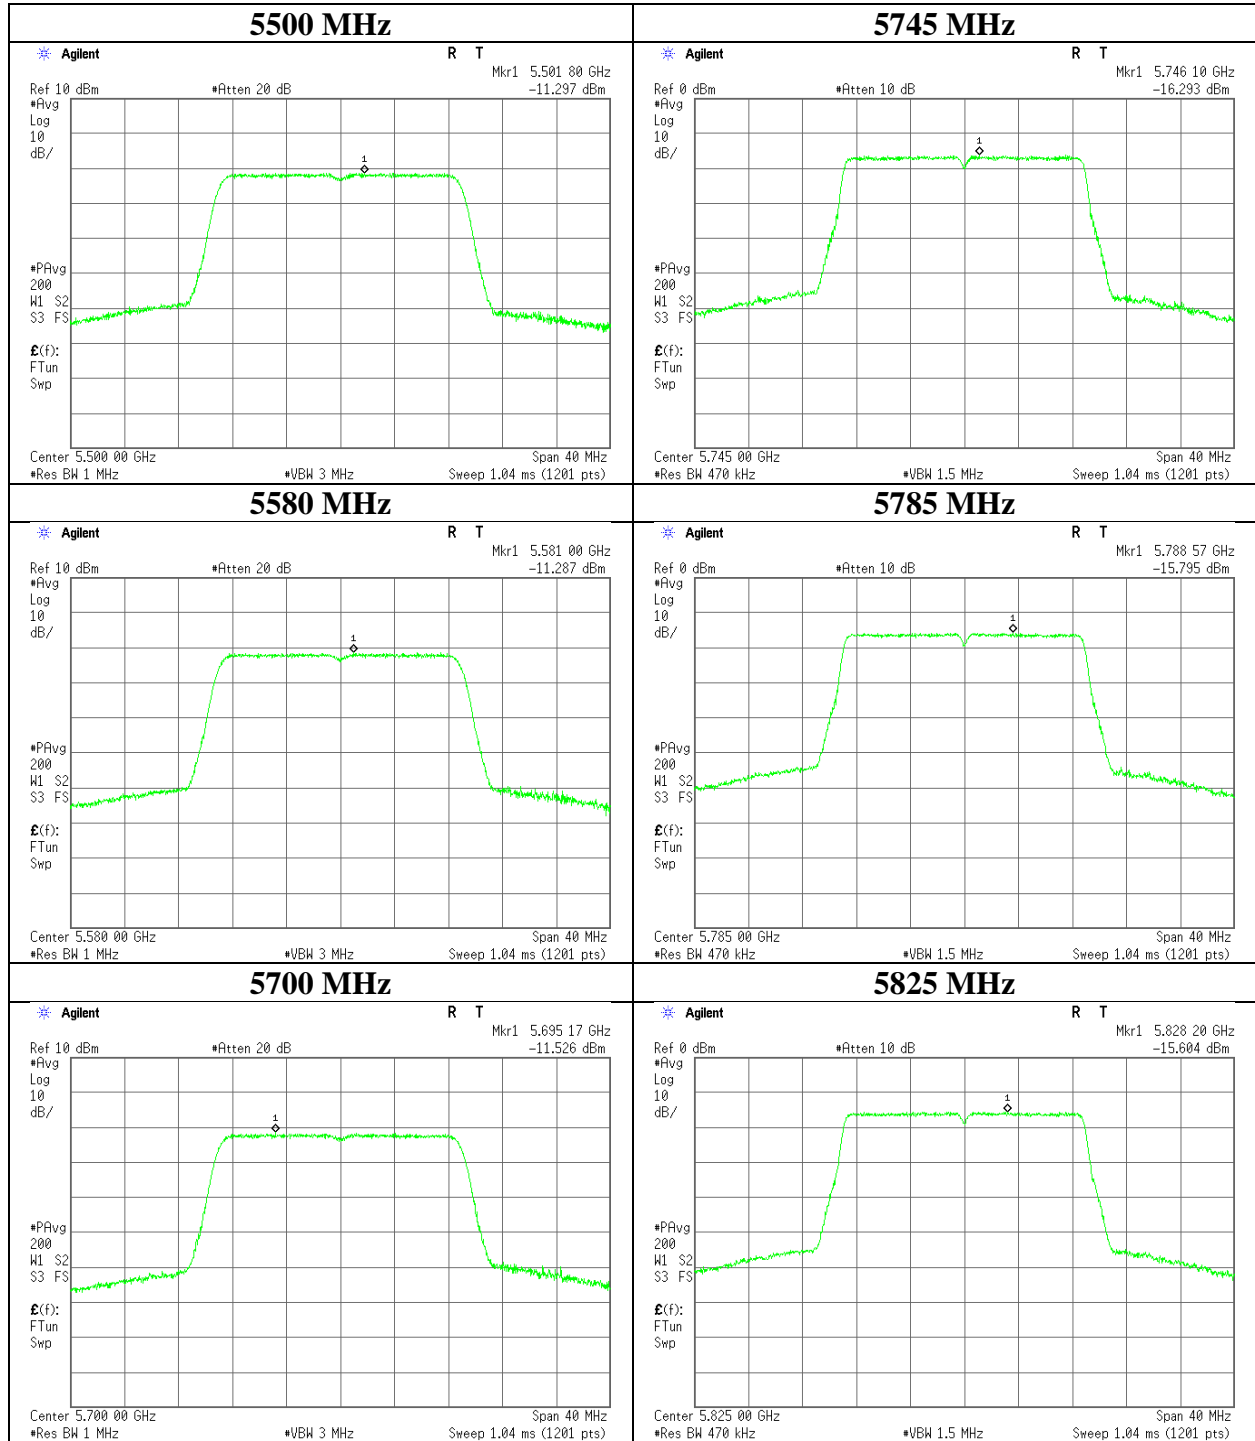 5500 MHz
Agilent
R T
Mkr1 5.501 80 GHz
Ref 10 dBm
#Atten 20 dB
-11.297 dBm
#Avg
Log
10
dB/
1
#PAvg
200
W1 S2
S3 FS
£(f):
FTun
Swp
Center 5.500 00 GHz
Span 40 MHz
#Res BW 1 MHz
#VBW 3 MHz
Sweep 1.04 ms (1201 pts)
5745 MHz
Agilent
R T
Mkr1 5.746 10 GHz
Ref 0 dBm
#Atten 10 dB
-16.293 dBm
#Avg
Log
10
dB/
1
#PAvg
200
W1 S2
S3 FS
£(f):
FTun
Swp
Center 5.745 00 GHz
Span 40 MHz
#Res BW 470 kHz
#VBW 1.5 MHz
Sweep 1.04 ms (1201 pts)
5580 MHz
Agilent
R T
Mkr1 5.581 00 GHz
Ref 10 dBm
#Atten 20 dB
-11.287 dBm
#Avg
Log
10
dB/
1
#PAvg
200
W1 S2
S3 FS
£(f):
FTun
Swp
Center 5.580 00 GHz
Span 40 MHz
#Res BW 1 MHz
#VBW 3 MHz
Sweep 1.04 ms (1201 pts)
5785 MHz
Agilent
R T
Mkr1 5.788 57 GHz
Ref 0 dBm
#Atten 10 dB
-15.795 dBm
#Avg
Log
10
dB/
1
#PAvg
200
W1 S2
S3 FS
£(f):
FTun
Swp
Center 5.785 00 GHz
Span 40 MHz
#Res BW 470 kHz
#VBW 1.5 MHz
Sweep 1.04 ms (1201 pts)
5700 MHz
Agilent
R T
Mkr1 5.695 17 GHz
Ref 10 dBm
#Atten 20 dB
-11.526 dBm
#Avg
Log
10
dB/
1
#PAvg
200
W1 S2
S3 FS
£(f):
FTun
Swp
Center 5.700 00 GHz
Span 40 MHz
#Res BW 1 MHz
#VBW 3 MHz
Sweep 1.04 ms (1201 pts)
5825 MHz
Agilent
R T
Mkr1 5.828 20 GHz
Ref 0 dBm
#Atten 10 dB
-15.604 dBm
#Avg
Log
10
dB/
1
#PAvg
200
W1 S2
S3 FS
£(f):
FTun
Swp
Center 5.825 00 GHz
Span 40 MHz
#Res BW 470 kHz
#VBW 1.5 MHz
Sweep 1.04 ms (1201 pts)